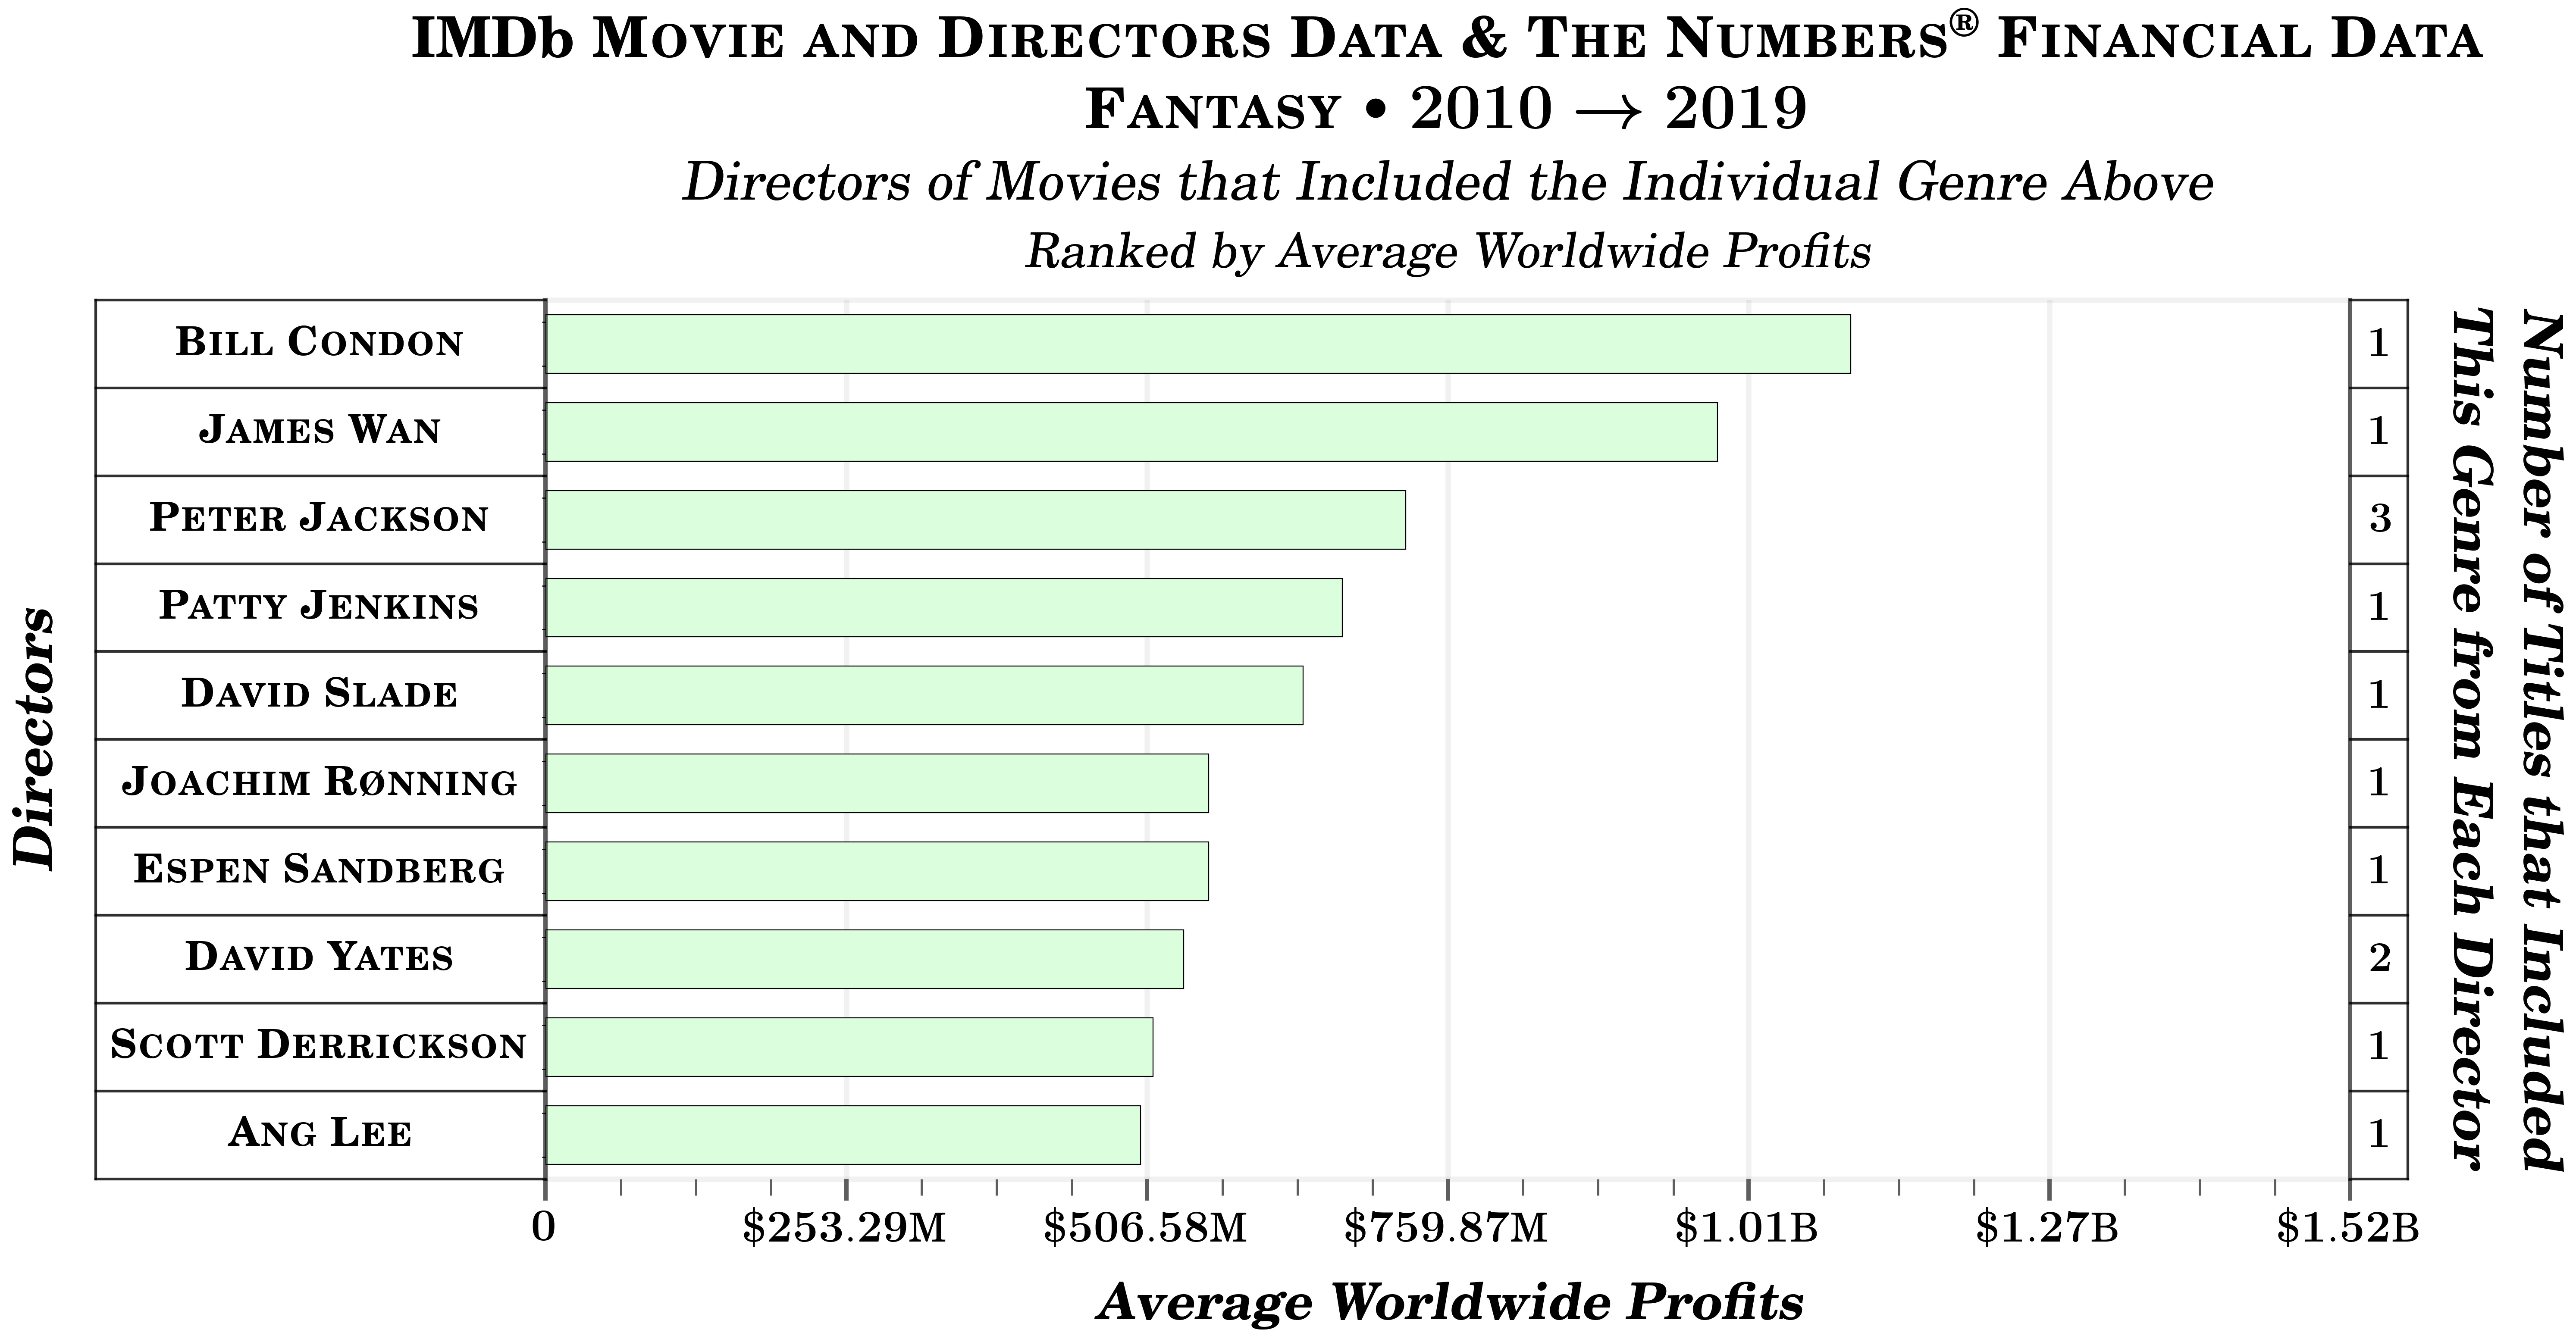 IMDb Movie and Directors Data & The Numbers® Financial Data
Fantasy • 2010 → 2019
Directors of Movies that Included the Individual Genre Above
Ranked by Average Worldwide Profits
Directors
Bill Condon 1
James Wan 1
Peter Jackson 3
Patty Jenkins 1
David Slade 1
Joachim Rønning 1
Espen Sandberg 1
David Yates 2
Scott Derrickson 1
Ang Lee 1
Number of Titles that Included
This Genre from Each Director
0 $253.29M $506.58M $759.87M $1.01B $1.27B $1.52B
Average Worldwide Profits